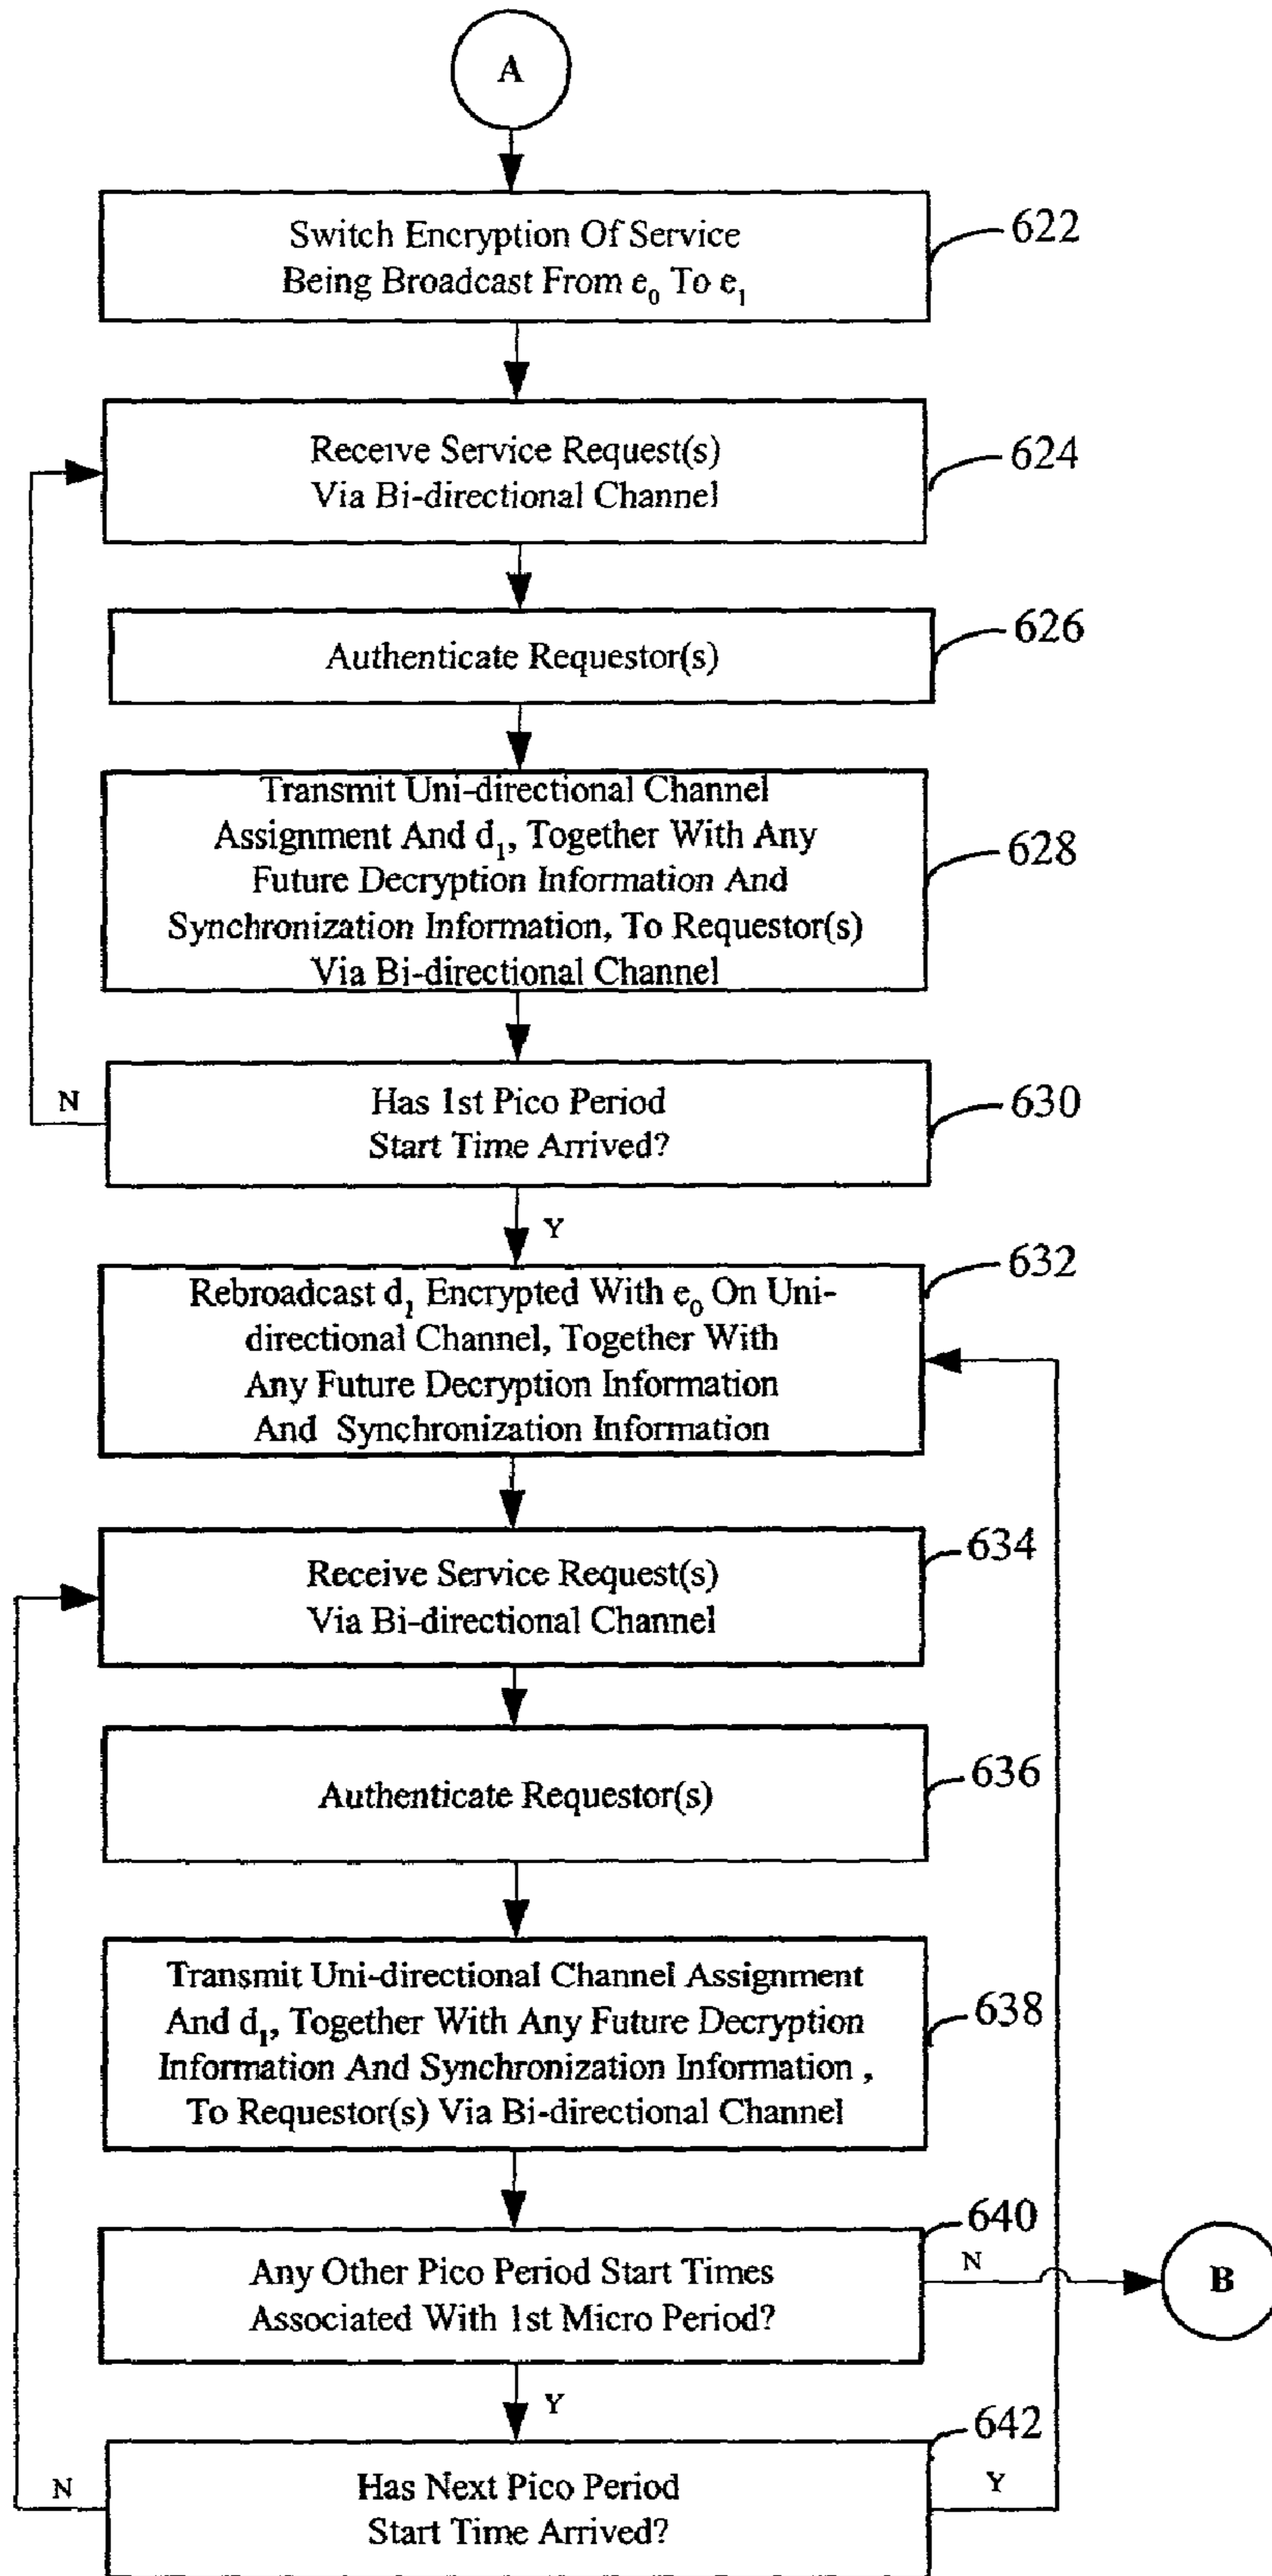 A
Switch Encryption Of Service
Being Broadcast From e₀ To e₁
622
Receive Service Request(s)
Via Bi-directional Channel
624
Authenticate Requestor(s)
626
Transmit Uni-directional Channel
Assignment And d₁, Together With Any
Future Decryption Information And
Synchronization Information, To Requestor(s)
Via Bi-directional Channel
628
Has 1st Pico Period
Start Time Arrived?
630
N
Y
Rebroadcast d₁ Encrypted With e₀ On Uni-
directional Channel, Together With
Any Future Decryption Information
And Synchronization Information
632
Receive Service Request(s)
Via Bi-directional Channel
634
Authenticate Requestor(s)
636
Transmit Uni-directional Channel Assignment
And d₁, Together With Any Future Decryption
Information And Synchronization Information ,
To Requestor(s) Via Bi-directional Channel
638
Any Other Pico Period Start Times
Associated With 1st Micro Period?
640
N
B
Y
Has Next Pico Period
Start Time Arrived?
642
N
Y